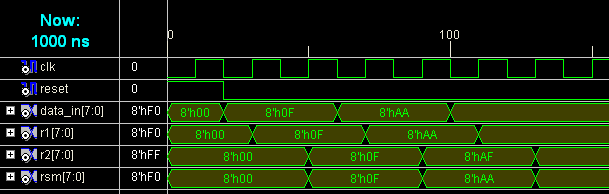 Now:
1000 ns
0 100
clk 0
reset 0
data_in[7:0] 8'hF0 8'h00 8'h0F 8'hAA
r1[7:0] 8'hF0 8'h00 8'h0F 8'hAA
r2[7:0] 8'hFF 8'h00 8'h0F 8'hAF
rsm[7:0] 8'hF0 8'h00 8'h0F 8'hAA